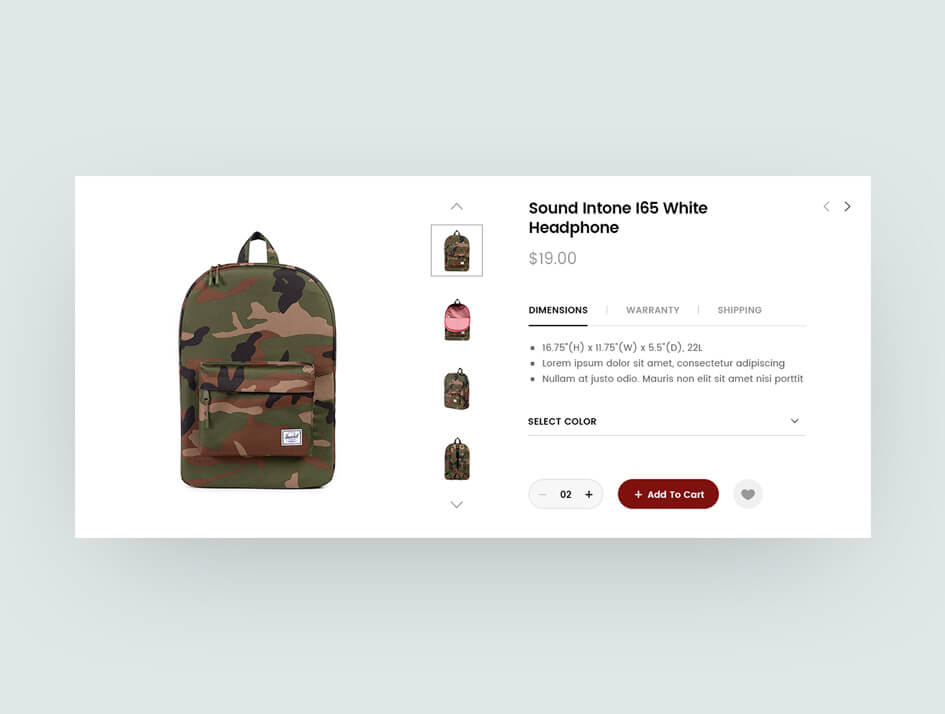 Sound Intone I65 White
Headphone
$19.00
DIMENSIONS | WARRANTY | SHIPPING
16.75"(H) x 11.75"(W) x 5.5"(D), 22L
Lorem ipsum dolor sit amet, consectetur adipiscing
Nullam at justo odio. Mauris non elit sit amet nisi porttit
SELECT COLOR
− 02 + + Add To Cart
Herschel